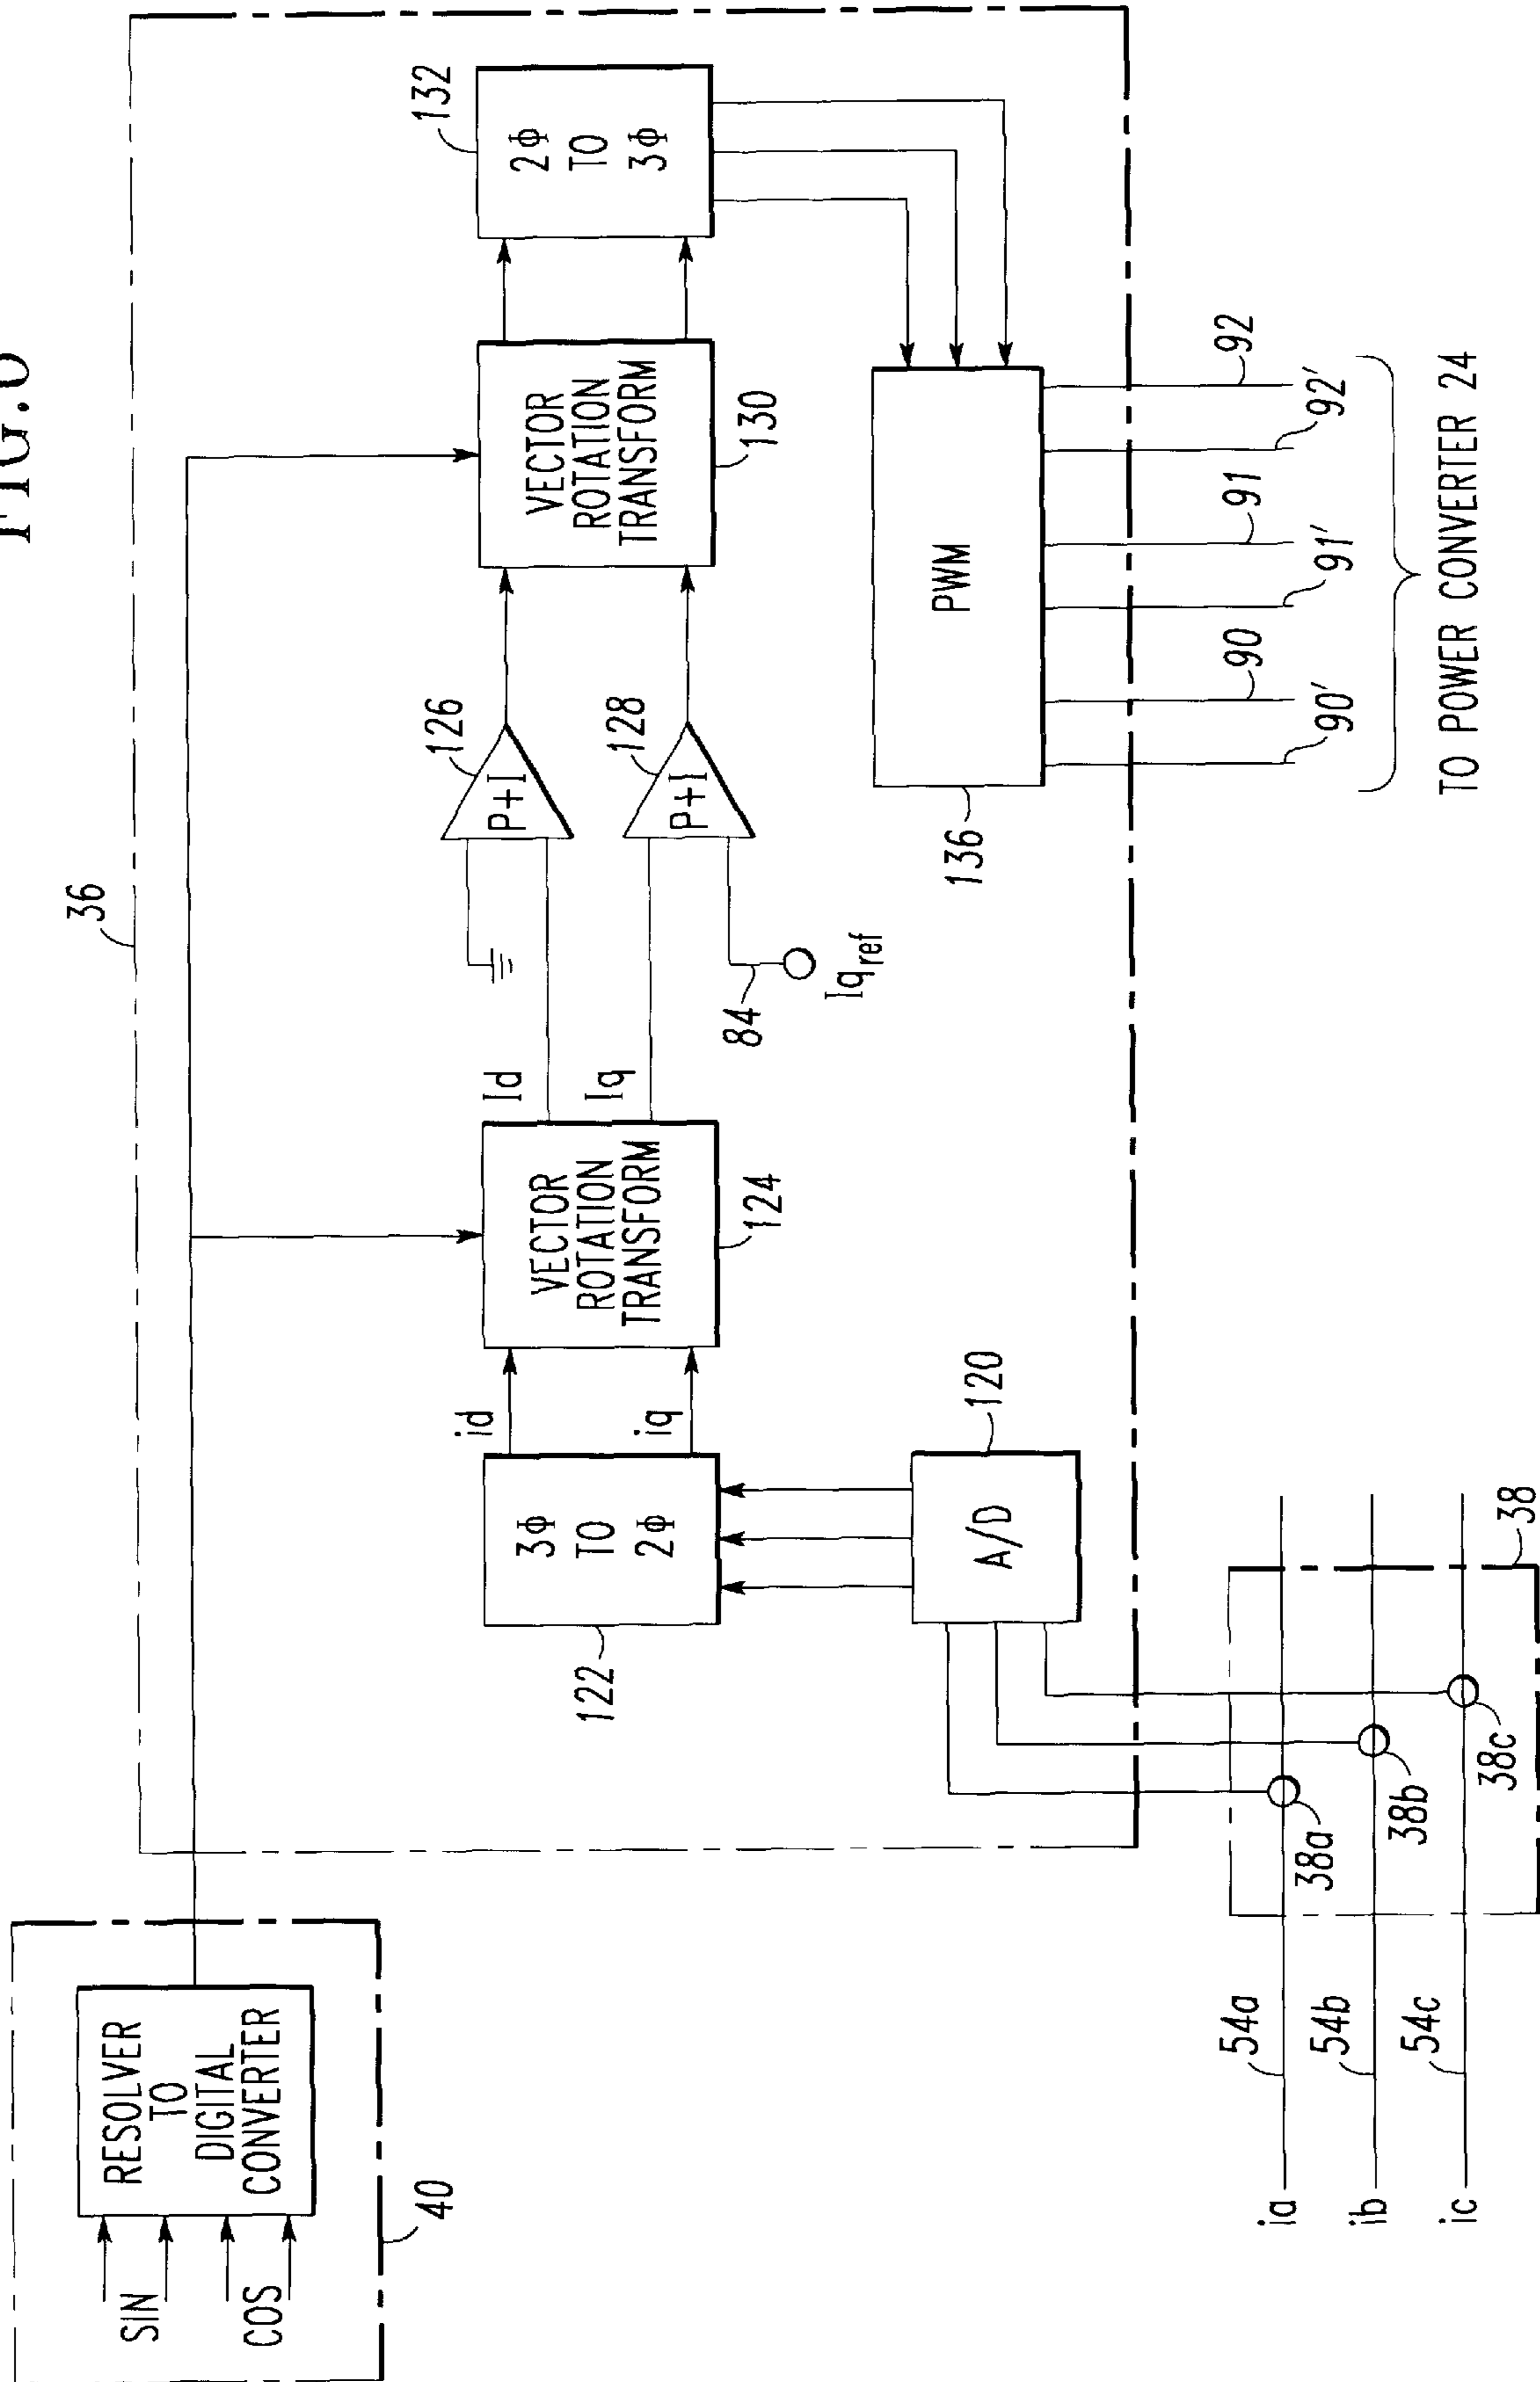 RESOLVER
TO
DIGITAL
CONVERTER
SIN
COS
40
36
3Φ
TO
2Φ
122
id
iq
VECTOR
ROTATION
TRANSFORM
124
Id
Iq
P+I
126
P+I
128
84
Iqref
VECTOR
ROTATION
TRANSFORM
130
2Φ
TO
3Φ
132
A/D
120
PWM
136
90'
90
91'
91
92'
92
TO POWER CONVERTER 24
ia
ib
ic
54a
54b
54c
38a
38b
38c
38